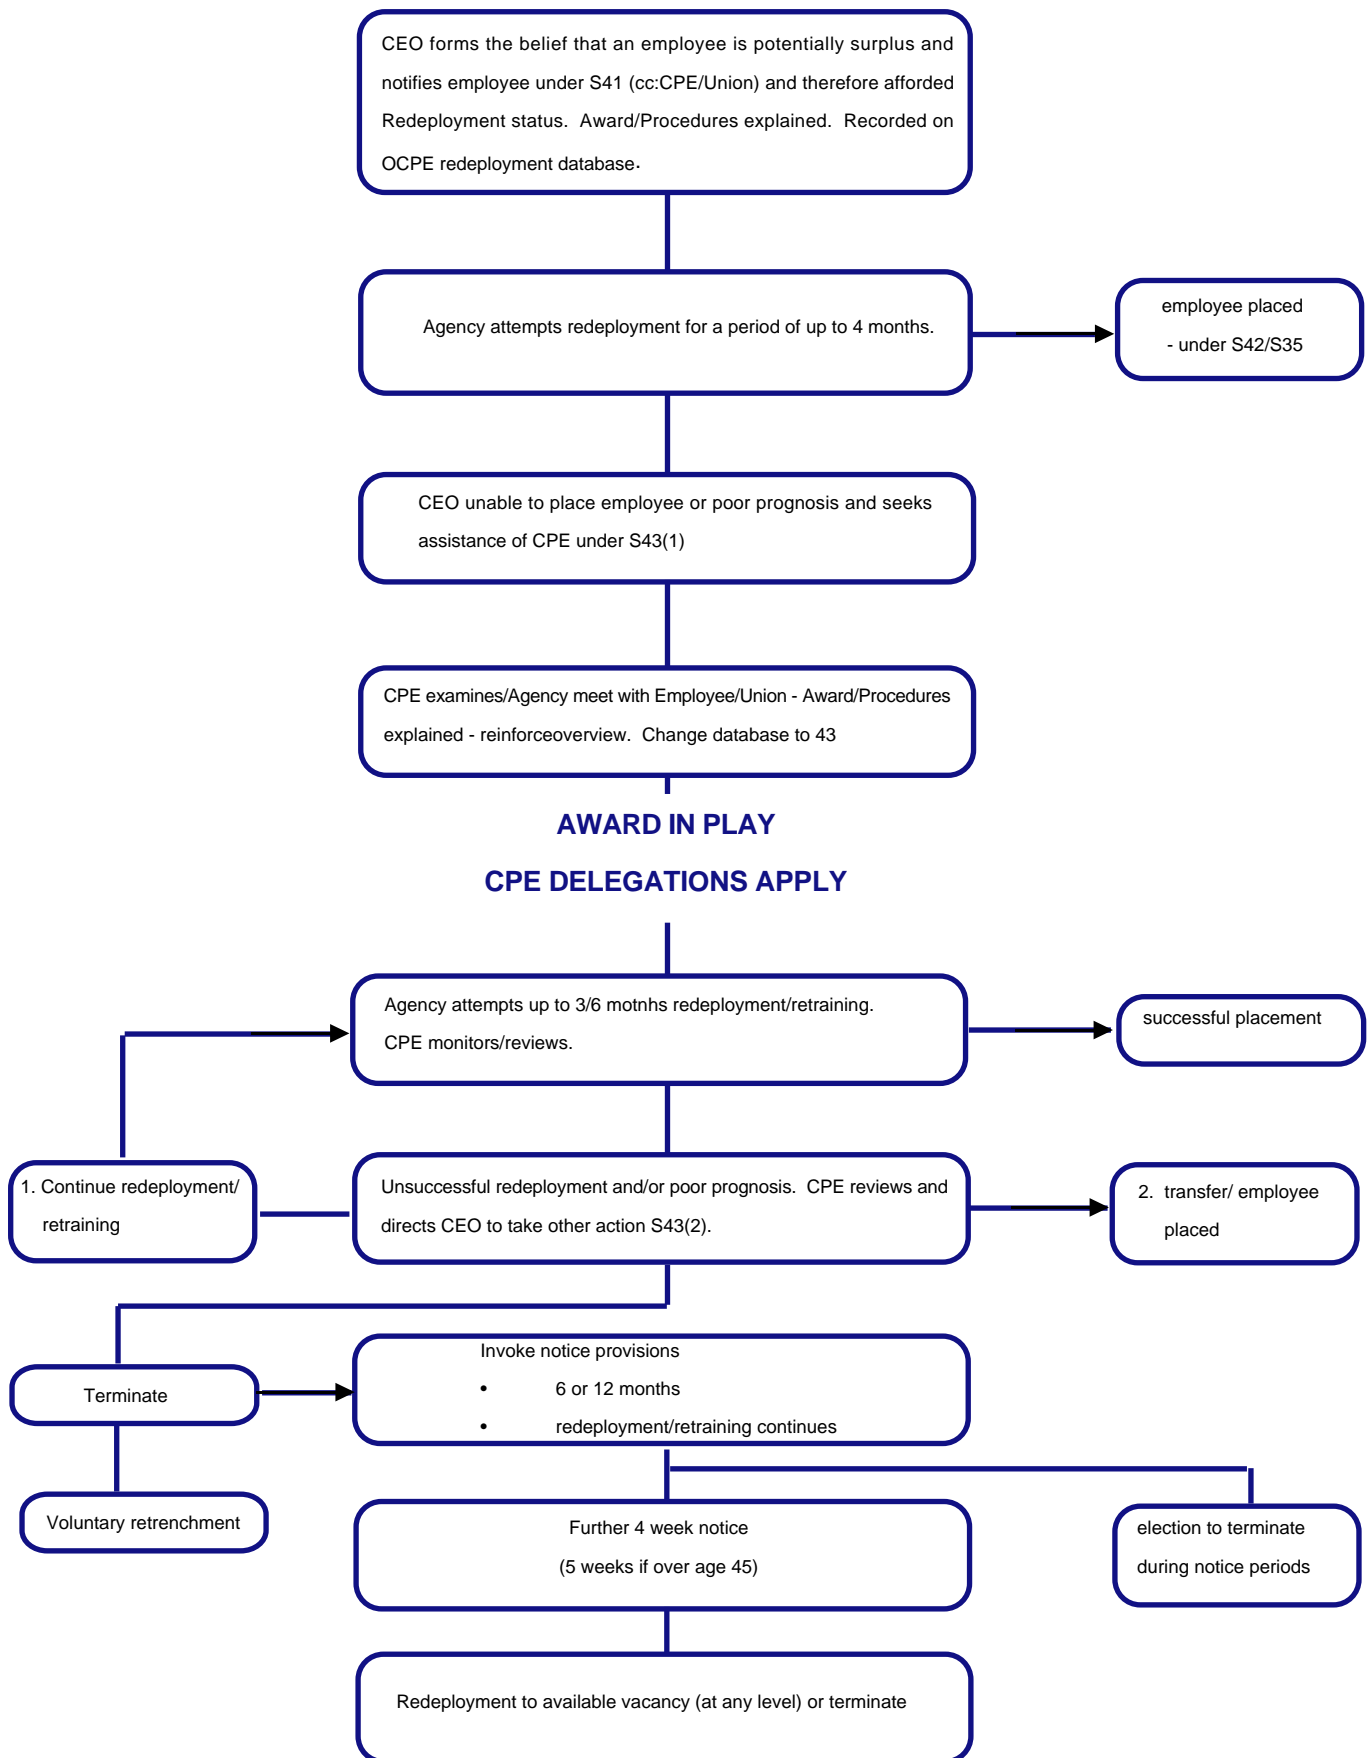 CEO forms the belief that an employee is potentially surplus and
notifies employee under S41 (cc:CPE/Union) and therefore afforded
Redeployment status. Award/Procedures explained. Recorded on
OCPE redeployment database.
Agency attempts redeployment for a period of up to 4 months.
employee placed
- under S42/S35
CEO unable to place employee or poor prognosis and seeks
assistance of CPE under S43(1)
CPE examines/Agency meet with Employee/Union - Award/Procedures
explained - reinforceoverview. Change database to 43
AWARD IN PLAY
CPE DELEGATIONS APPLY
Agency attempts up to 3/6 motnhs redeployment/retraining.
CPE monitors/reviews.
successful placement
1. Continue redeployment/
retraining
Unsuccessful redeployment and/or poor prognosis. CPE reviews and
directs CEO to take other action S43(2).
2. transfer/ employee
placed
Terminate
Invoke notice provisions
• 6 or 12 months
• redeployment/retraining continues
Voluntary retrenchment
Further 4 week notice
(5 weeks if over age 45)
election to terminate
during notice periods
Redeployment to available vacancy (at any level) or terminate